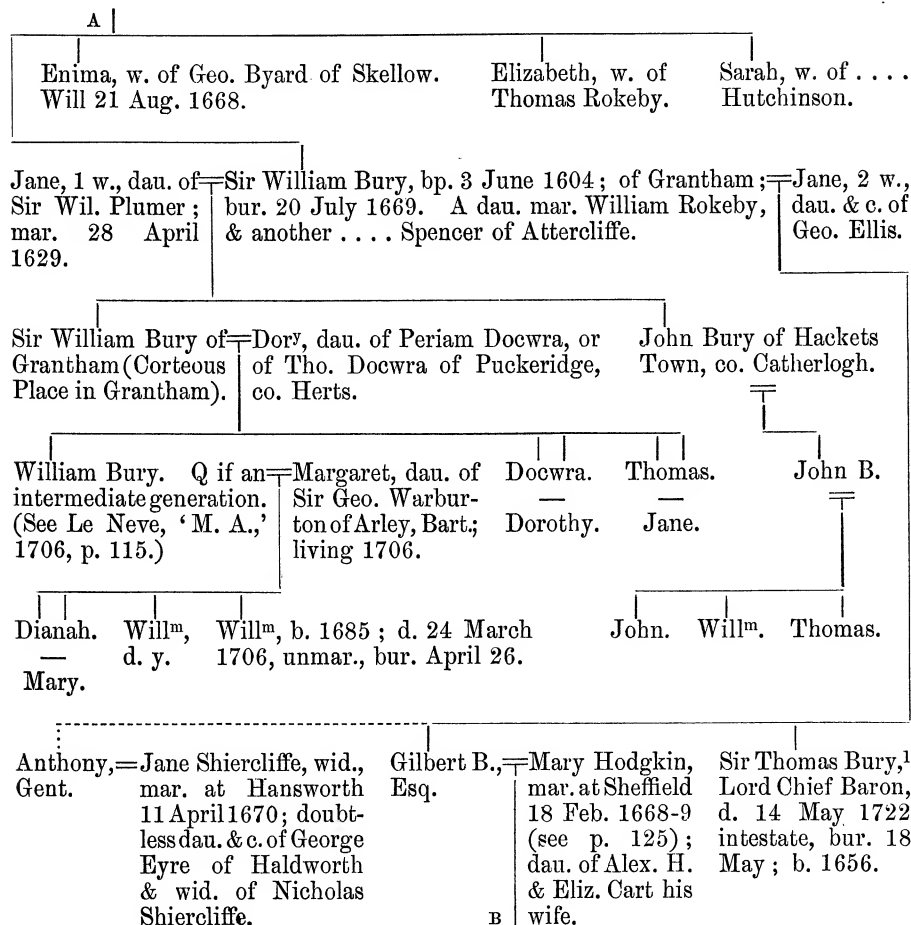 A
Enima, w. of Geo. Byard of Skellow.
Will 21 Aug. 1668.
Elizabeth, w. of
Thomas Rokeby.
Sarah, w. of . . . .
Hutchinson.
Jane, 1 w., dau. of
Sir Wil. Plumer ;
mar. 28 April
1629.
Sir William Bury, bp. 3 June 1604 ; of Grantham ;
bur. 20 July 1669. A dau. mar. William Rokeby,
& another . . . . Spencer of Attercliffe.
Jane, 2 w.,
dau. & c. of
Geo. Ellis.
Sir William Bury of
Grantham (Corteous
Place in Grantham).
Dorʸ, dau. of Periam Docwra, or
of Tho. Docwra of Puckeridge,
co. Herts.
John Bury of Hackets
Town, co. Catherlogh.
William Bury. Q if an
intermediate generation.
(See Le Neve, ‘ M. A.,’
1706, p. 115.)
Margaret, dau. of
Sir Geo. Warbur-
ton of Arley, Bart.;
living 1706.
Docwra.
—
Dorothy.
Thomas.
—
Jane.
John B.
Dianah.
—
Mary.
Willᵐ,
d. y.
Willᵐ, b. 1685 ; d. 24 March
1706, unmar., bur. April 26.
John.
Willᵐ.
Thomas.
Anthony,
Gent.
Jane Shiercliffe, wid.,
mar. at Hansworth
11 April 1670; doubt-
less dau. & c. of George
Eyre of Haldworth
& wid. of Nicholas
Shiercliffe.
Gilbert B.,
Esq.
Mary Hodgkin,
mar. at Sheffield
18 Feb. 1668-9
(see p. 125) ;
dau. of Alex. H.
& Eliz. Cart his
wife.
Sir Thomas Bury,¹
Lord Chief Baron,
d. 14 May 1722
intestate, bur. 18
May ; b. 1656.
B